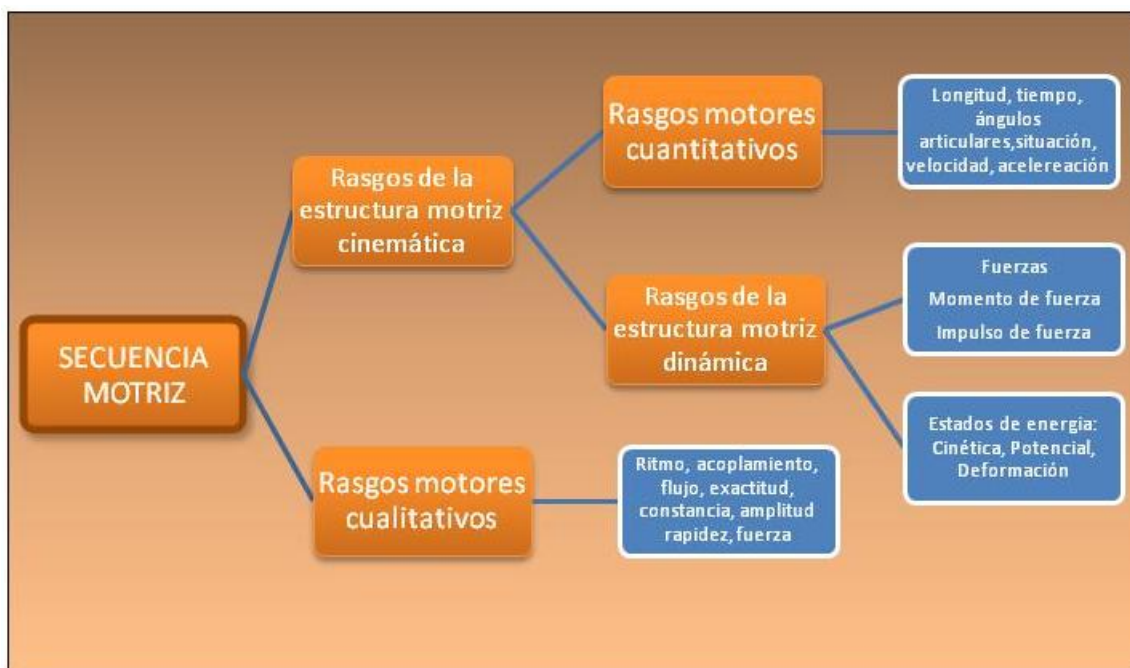 SECUENCIA
MOTRIZ
Rasgos de la
estructura motriz
cinemática
Rasgos motores
cuantitativos
Longitud, tiempo,
ángulos
articulares,situación,
velocidad, acelereación
Rasgos de la
estructura motriz
dinámica
Fuerzas
Momento de fuerza
Impulso de fuerza
Estados de energía:
Cinética, Potencial,
Deformación
Rasgos motores
cualitativos
Ritmo, acoplamiento,
flujo, exactitud,
constancia, amplitud
rapidez, fuerza